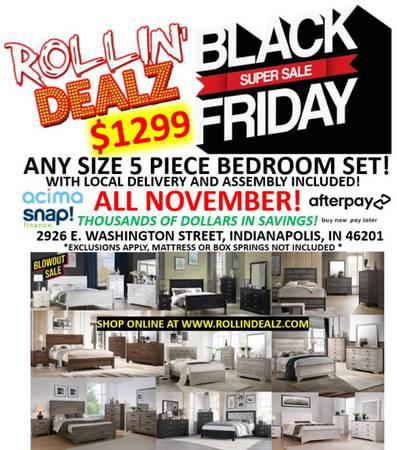 ROLLIN'
DEALZ
$1299
BLACK
SUPER SALE
FRIDAY
ANY SIZE 5 PIECE BEDROOM SET!
WITH LOCAL DELIVERY AND ASSEMBLY INCLUDED!
acima
snap!
finance
ALL NOVEMBER!
afterpay
THOUSANDS OF DOLLARS IN SAVINGS!
buy now pay later
2926 E. WASHINGTON STREET, INDIANAPOLIS, IN 46201
*EXCLUSIONS APPLY, MATTRESS OR BOX SPRINGS NOT INCLUDED *
BLOWOUT
SALE
SHOP ONLINE AT WWW.ROLLINDEALZ.COM